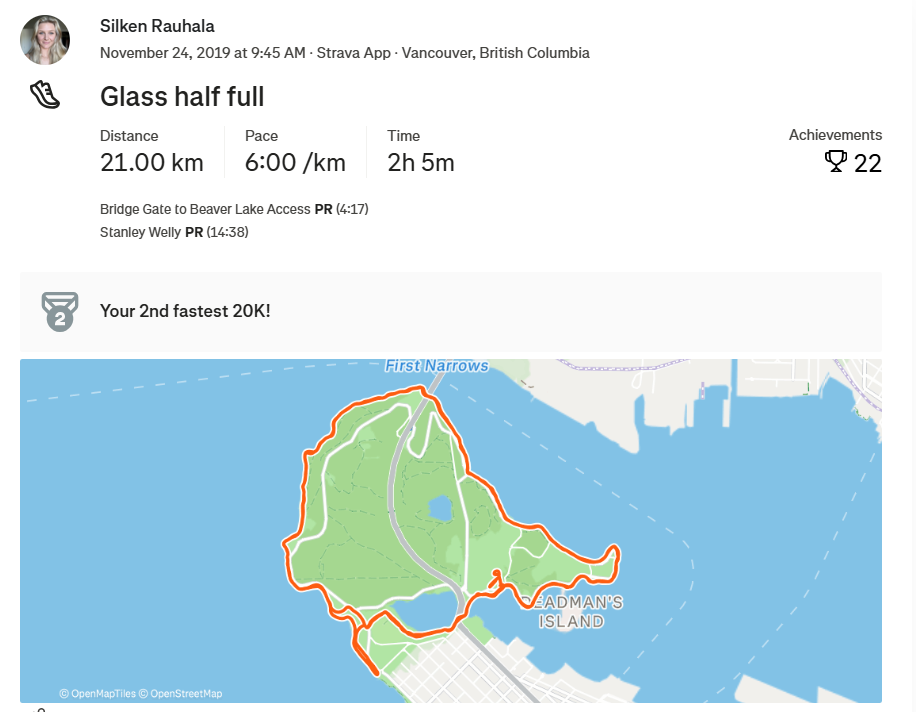 Silken Rauhala
November 24, 2019 at 9:45 AM · Strava App · Vancouver, British Columbia
Glass half full
Distance
21.00 km
Pace
6:00 /km
Time
2h 5m
Achievements
22
Bridge Gate to Beaver Lake Access PR (4:17)
Stanley Welly PR (14:38)
2
Your 2nd fastest 20K!
First Narrows
DEADMAN'S
ISLAND
© OpenMapTiles © OpenStreetMap